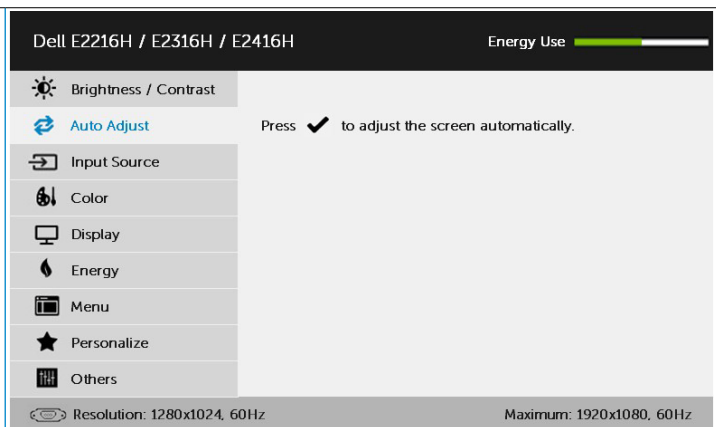 Dell E2216H / E2316H / E2416H
Energy Use
Brightness / Contrast
Auto Adjust
Press ✔ to adjust the screen automatically.
Input Source
Color
Display
Energy
Menu
Personalize
Others
Resolution: 1280x1024, 60Hz
Maximum: 1920x1080, 60Hz